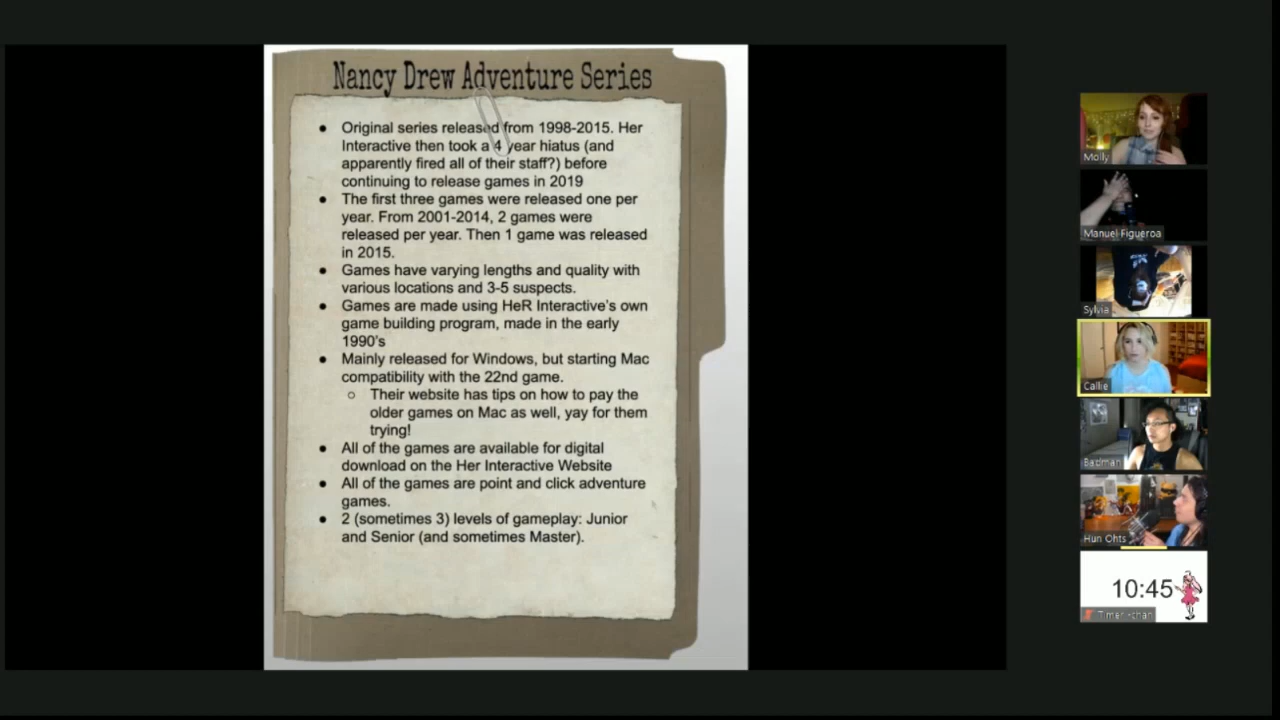 Nancy Drew Adventure Series
● Original series released from 1998-2015. Her
Interactive then took a 4 year hiatus (and
apparently fired all of their staff?) before
continuing to release games in 2019
● The first three games were released one per
year. From 2001-2014, 2 games were
released per year. Then 1 game was released
in 2015.
● Games have varying lengths and quality with
various locations and 3-5 suspects.
● Games are made using HeR Interactive's own
game building program, made in the early
1990's
● Mainly released for Windows, but starting Mac
compatibility with the 22nd game.
○ Their website has tips on how to pay the
older games on Mac as well, yay for them
trying!
● All of the games are available for digital
download on the Her Interactive Website
● All of the games are point and click adventure
games.
● 2 (sometimes 3) levels of gameplay: Junior
and Senior (and sometimes Master).
Molly
Manuel Figueroa
Sylvia
Callie
Badman
Hun Ohts
10:45
Timer-chan